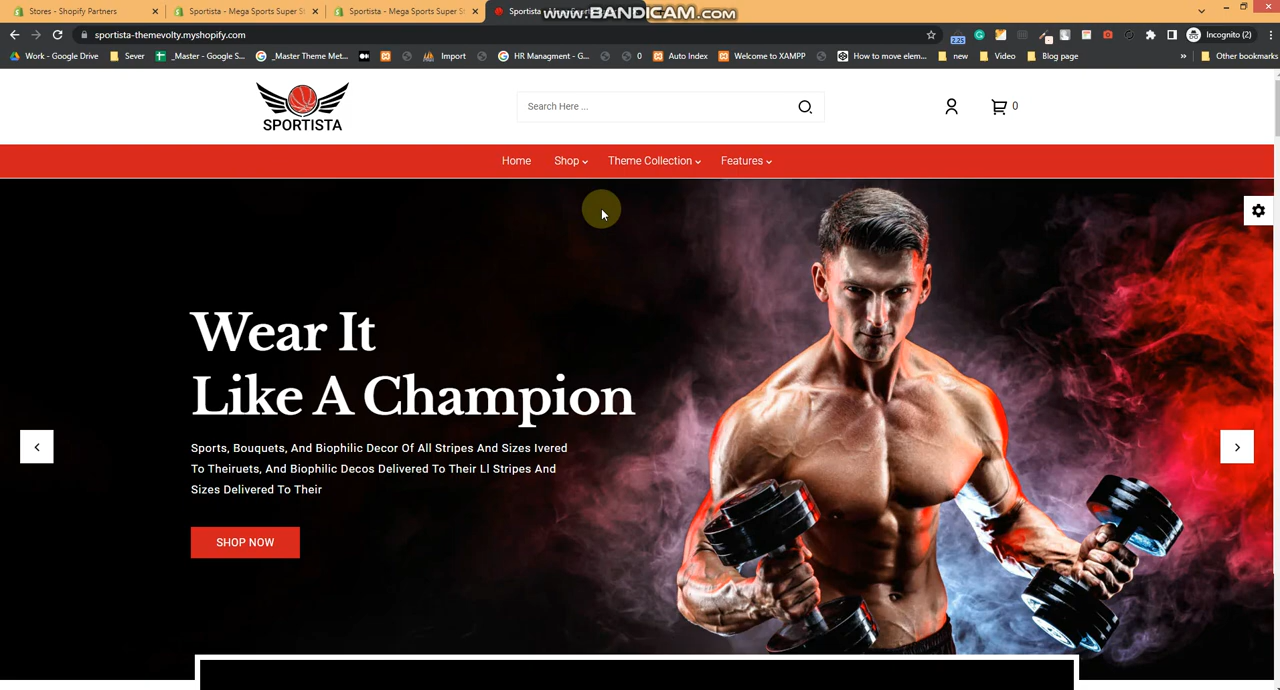 Stores - Shopify Partners
Sportista - Mega Sports Super St
Sportista - Mega Sports Super St
Sportista
www.BANDICAM.com
sportista-themevolty.myshopify.com
Incognito (2)
Work - Google Drive
Sever
_Master - Google S...
_Master Theme Met...
Import
HR Managment - G...
0
Auto Index
Welcome to XAMPP
How to move elem...
new
Video
Blog page
»
Other bookmarks
2.25
SPORTISTA
Search Here ...
0
Home
Shop
Theme Collection
Features
Wear It
Like A Champion
Sports, Bouquets, And Biophilic Decor Of All Stripes And Sizes Ivered
To Theiruets, And Biophilic Decos Delivered To Their Ll Stripes And
Sizes Delivered To Their
SHOP NOW